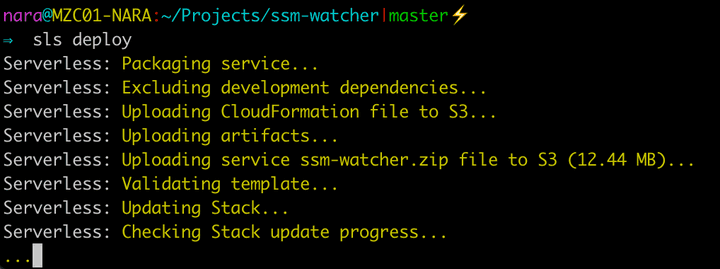 nara@MZC01-NARA:~/Projects/ssm-watcher|master⚡
⇒ sls deploy
Serverless: Packaging service...
Serverless: Excluding development dependencies...
Serverless: Uploading CloudFormation file to S3...
Serverless: Uploading artifacts...
Serverless: Uploading service ssm-watcher.zip file to S3 (12.44 MB)...
Serverless: Validating template...
Serverless: Updating Stack...
Serverless: Checking Stack update progress...
...